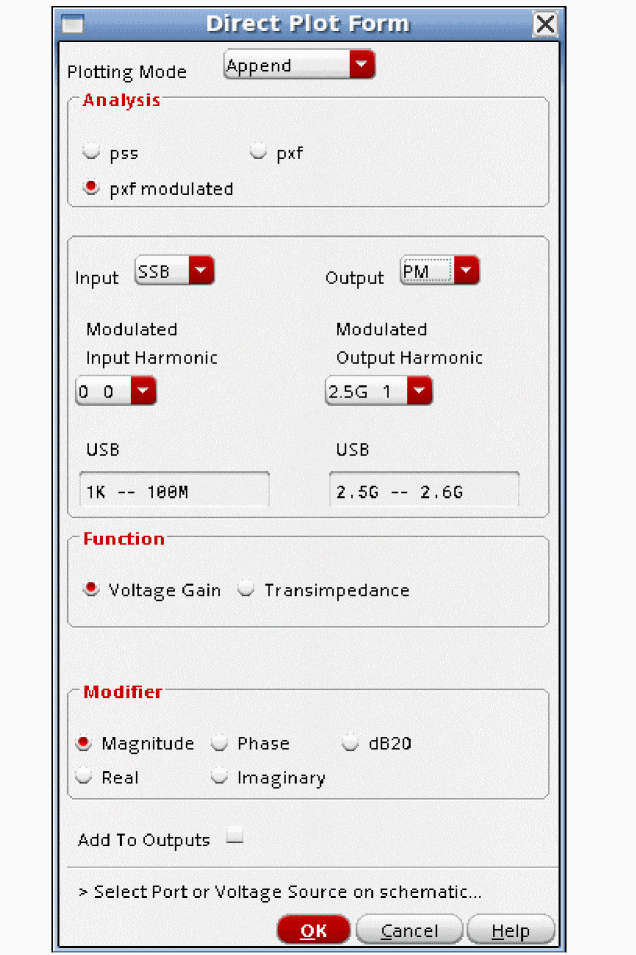 Direct Plot Form
Plotting Mode Append
Analysis
pss pxf
pxf modulated
Input SSB Output PM
Modulated Modulated
Input Harmonic Output Harmonic
0 0 2.5G 1
USB USB
1K -- 100M 2.5G -- 2.6G
Function
Voltage Gain Transimpedance
Modifier
Magnitude Phase dB20
Real Imaginary
Add To Outputs
> Select Port or Voltage Source on schematic...
OK Cancel Help